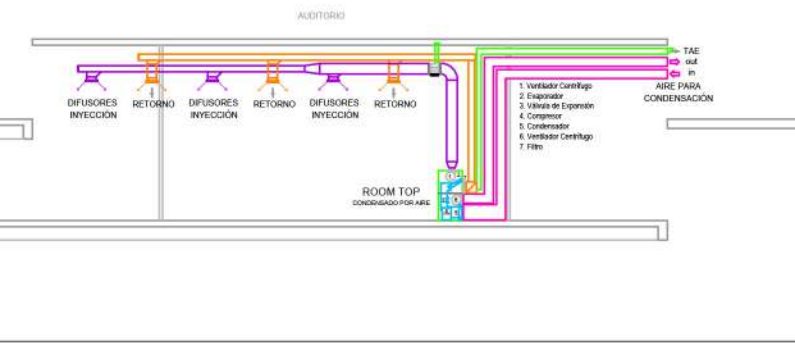 AUDITORIO
TAE
out
in
AIRE PARA
CONDENSACIÓN
DIFUSORES
INYECCIÓN
RETORNO
DIFUSORES
INYECCIÓN
RETORNO
DIFUSORES
INYECCIÓN
RETORNO
1. Ventilador Centrífugo
2. Evaporador
3. Válvula de Expansión
4. Compresor
5. Condensador
6. Ventilador Centrífugo
7. Filtro
ROOM TOP
CONDENSADO POR AIRE